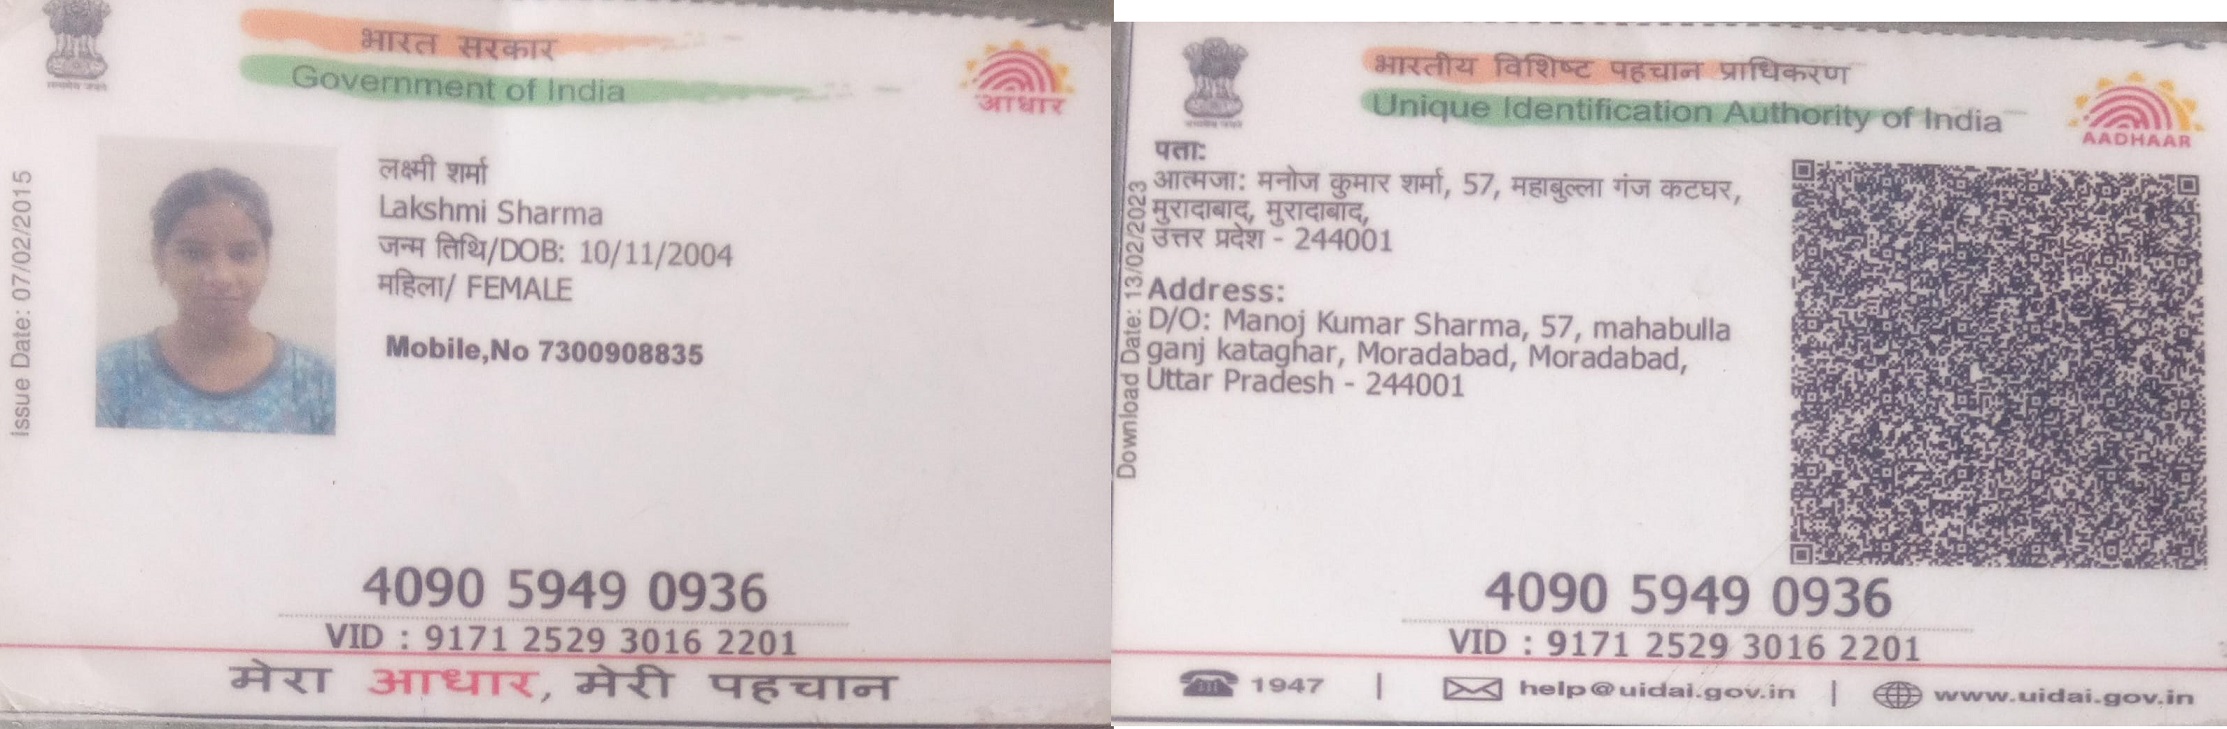 भारत सरकार
Government of India
आधार
Issue Date: 07/02/2015
लक्ष्मी शर्मा
Lakshmi Sharma
जन्म तिथि/DOB: 10/11/2004
महिला/ FEMALE
Mobile,No 7300908835
4090 5949 0936
VID : 9171 2529 3016 2201
मेरा आधार, मेरी पहचान
भारतीय विशिष्ट पहचान प्राधिकरण
Unique Identification Authority of India
AADHAAR
Download Date: 13/02/2023
पता:
आत्मजा: मनोज कुमार शर्मा, 57, महाबुल्ला गंज कटघर,
मुरादाबाद, मुरादाबाद,
उत्तर प्रदेश - 244001
Address:
D/O: Manoj Kumar Sharma, 57, mahabulla
ganj kataghar, Moradabad, Moradabad,
Uttar Pradesh - 244001
4090 5949 0936
VID : 9171 2529 3016 2201
1947 | help@uidai.gov.in | www.uidai.gov.in